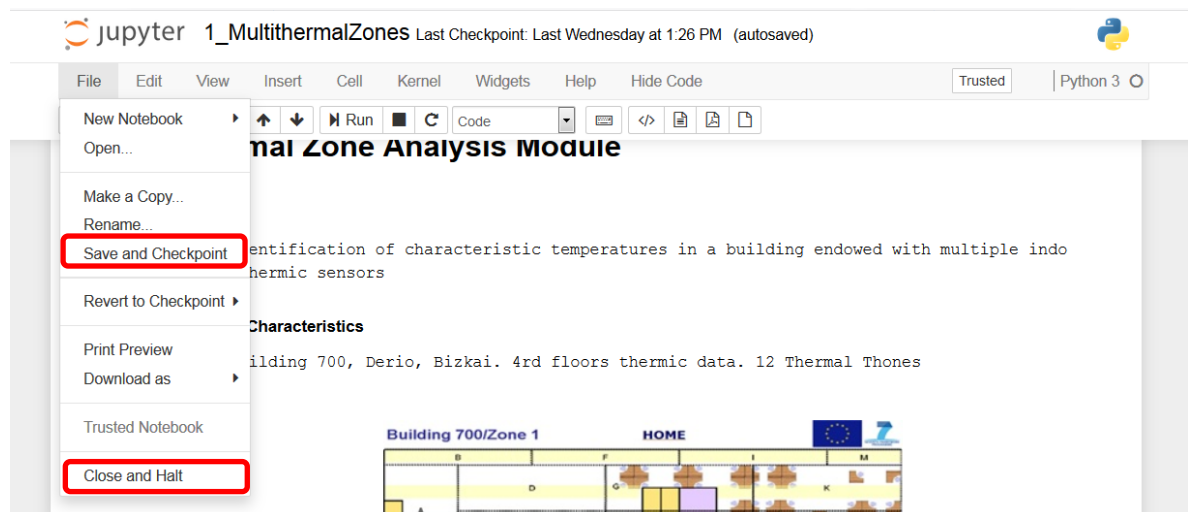 jupyter 1_MultithermalZones Last Checkpoint: Last Wednesday at 1:26 PM (autosaved)
File Edit View Insert Cell Kernel Widgets Help Hide Code Trusted Python 3
New Notebook
Run Code
Open...
mal Zone Analysis Module
Make a Copy...
Rename...
Save and Checkpoint
entification of characteristic temperatures in a building endowed with multiple indo
hermic sensors
Revert to Checkpoint
Characteristics
Print Preview
ilding 700, Derio, Bizkai. 4rd floors thermic data. 12 Thermal Thones
Download as
Trusted Notebook
Building 700/Zone 1 HOME
B F I M
Close and Halt
D G K
A